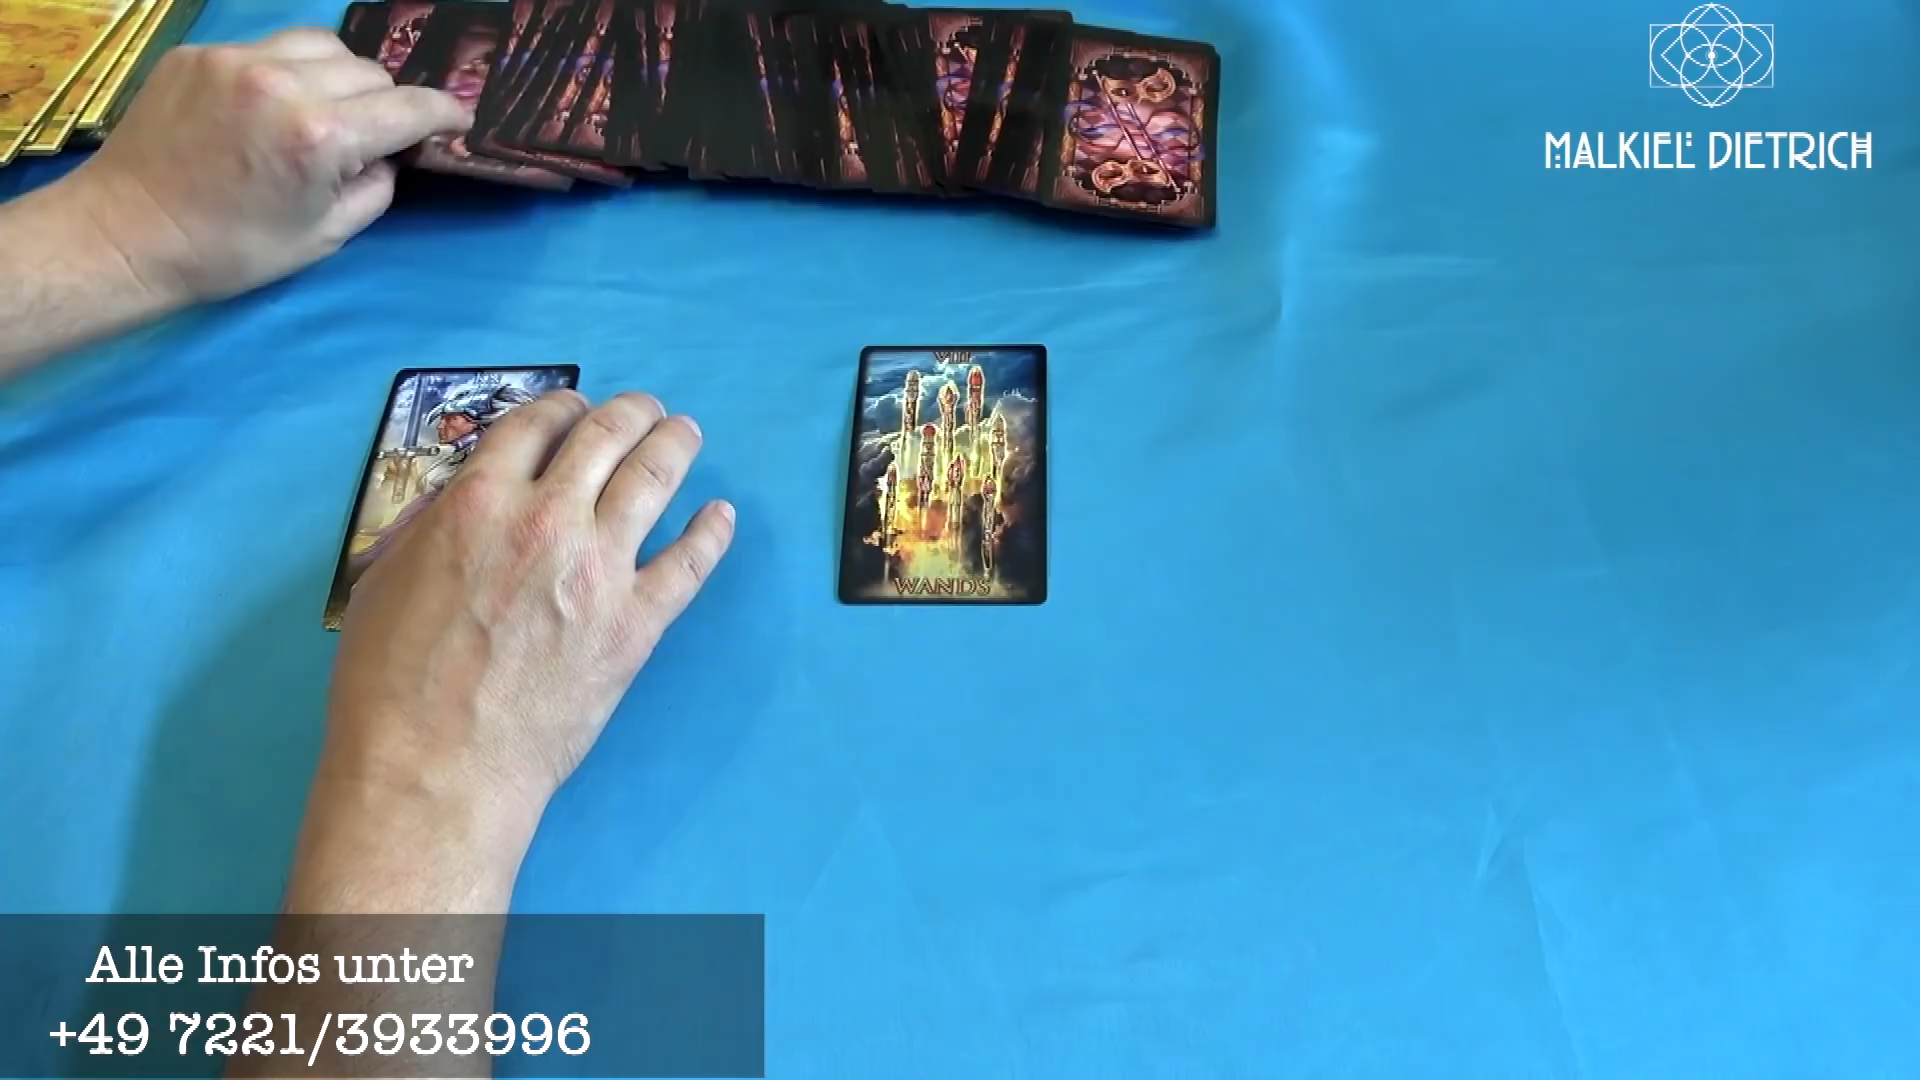 MALKIEL DIETRICH
VIII
WANDS
Alle Infos unter
+49 7221/3933996